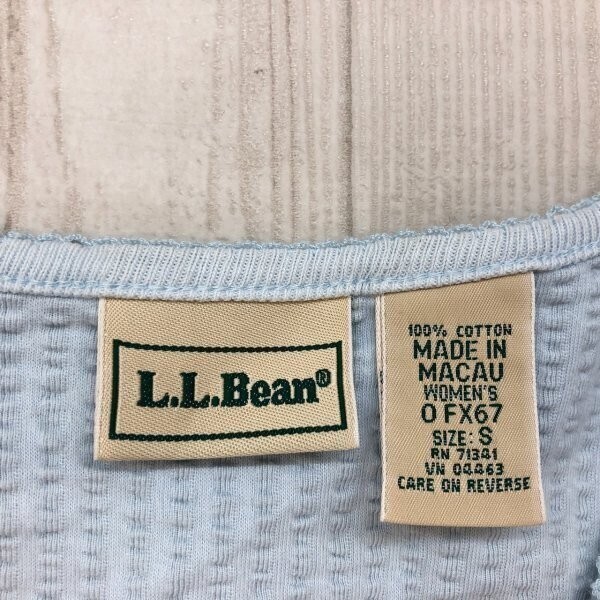 L.L.Bean®
100% COTTON
MADE IN
MACAU
WOMEN'S
0 FX67
SIZE: S
RN 71341
VN 04463
CARE ON REVERSE